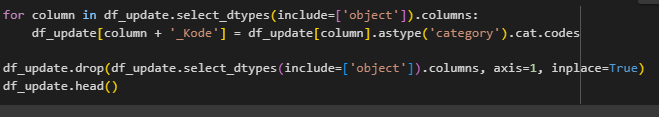 for column in df_update.select_dtypes(include=['object']).columns:
    df_update[column + '_Kode'] = df_update[column].astype('category').cat.codes

df_update.drop(df_update.select_dtypes(include=['object']).columns, axis=1, inplace=True)
df_update.head()